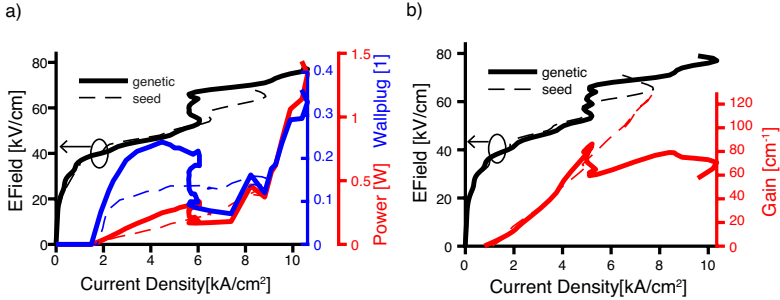 a)
80
60
40
20
0
EField [kV/cm]
genetic
seed
0 2 4 6 8 10
Current Density[kA/cm²]
0.4
0.3
0.2
0.1
0
Wallplug [1]
1.5
1
0.5
0
Power [W]
b)
80
60
40
20
0
EField [kV/cm]
genetic
seed
0 2 4 6 8 10
Current Density[kA/cm²]
120
100
80
60
40
20
0
Gain [cm⁻¹]